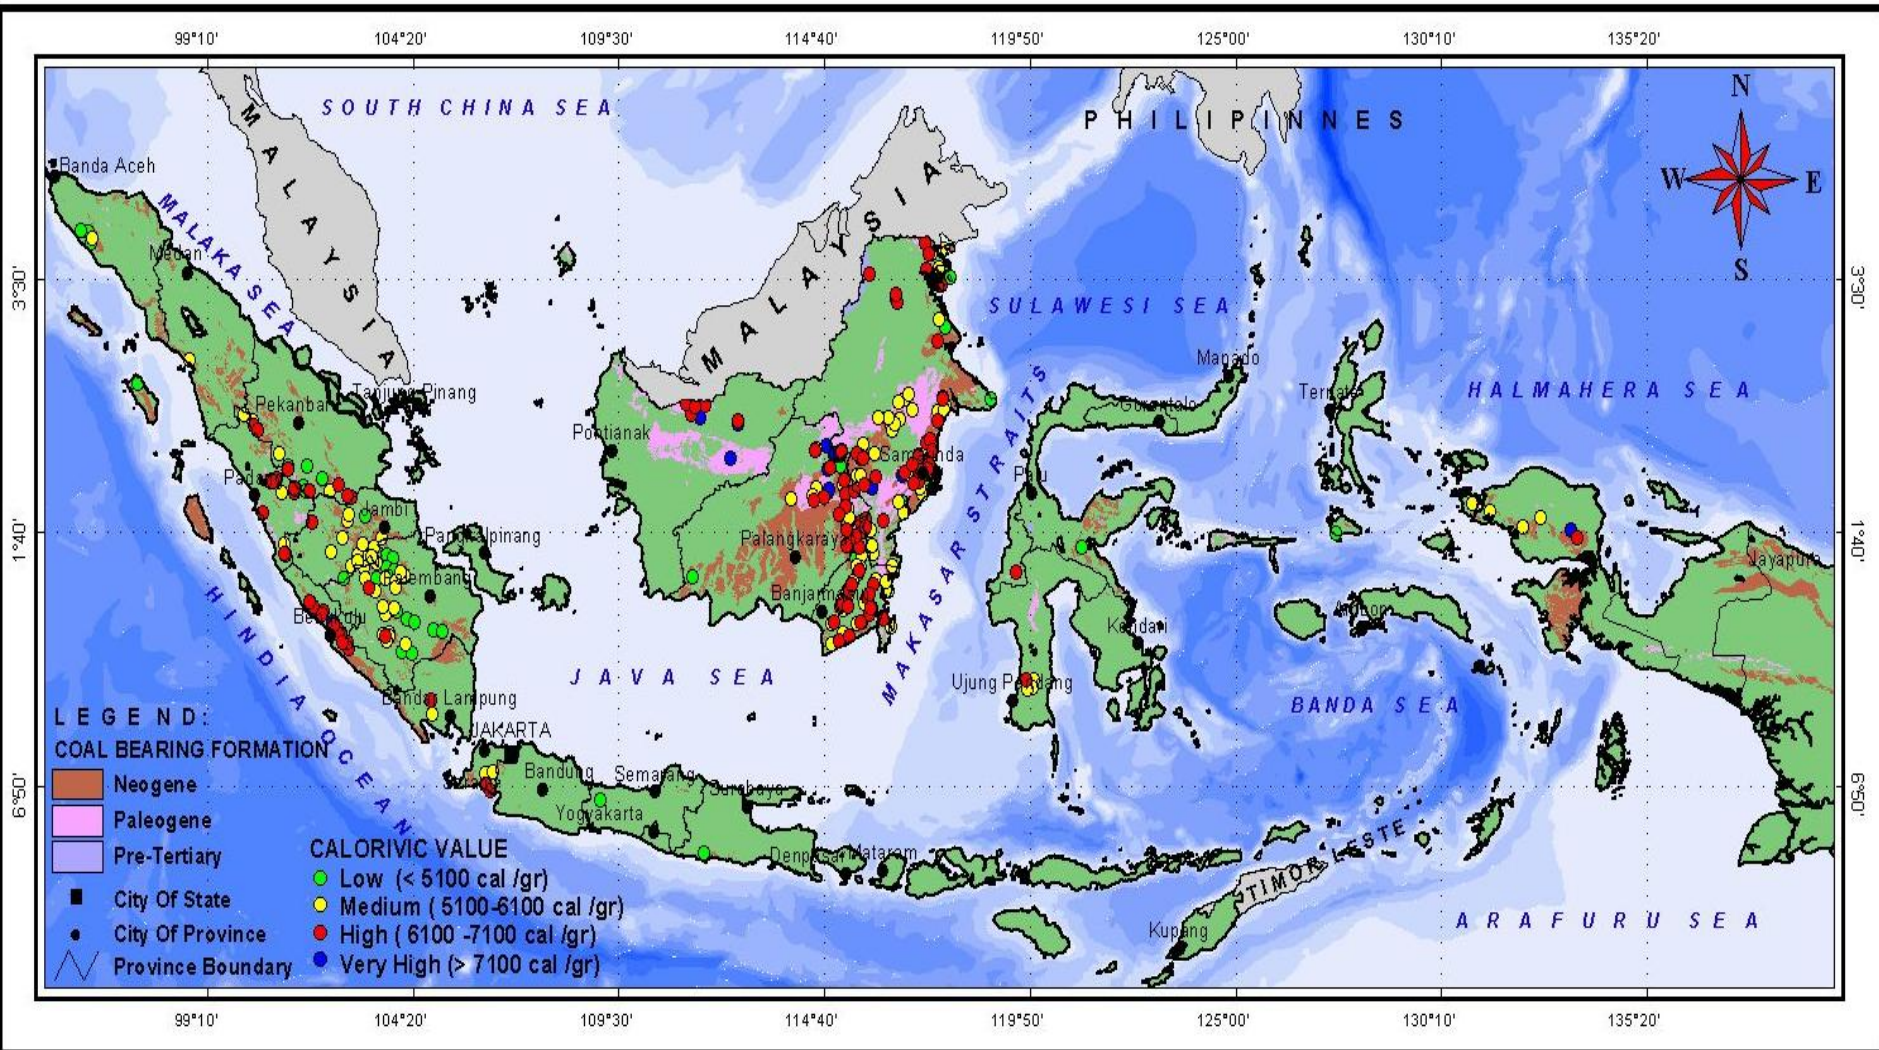 99°10' 104°20' 109°30' 114°40' 119°50' 125°00' 130°10' 135°20'
SOUTH CHINA SEA
PHILIPINNES
N
W E
S
MALAYSIA
MALAYSIA
Banda Aceh
MALAKA SEA
Medan
3°30' 3°30'
SULAWESI SEA
Manado
HALMAHERA SEA
Tanjung Pinang
Pekanbaru
Ternate
Gorontalo
Pontianak
MAKASAR STRAITS
Samarinda
Padang
Palu
Jambi
1°40' 1°40'
Pangkalpinang
Palangkaraya
Nayapura
Palembang
Banjarmasin
HINDIA OCEAN
Bengkulu
Ambon
Kendari
JAVA SEA
Ujung Pandang
BANDA SEA
Bandar Lampung
JAKARTA
Bandung
Semarang
Surabaya
6°50' 6°50'
Yogyakarta
Denpasar
Mataram
TIMOR LESTE
Kupang
ARAFURU SEA
LEGEND:
COAL BEARING FORMATION
Neogene
Paleogene
Pre-Tertiary
City Of State
City Of Province
Province Boundary
CALORIVIC VALUE
Low (< 5100 cal /gr)
Medium ( 5100-6100 cal /gr)
High ( 6100 -7100 cal /gr)
Very High (> 7100 cal /gr)
99°10' 104°20' 109°30' 114°40' 119°50' 125°00' 130°10' 135°20'